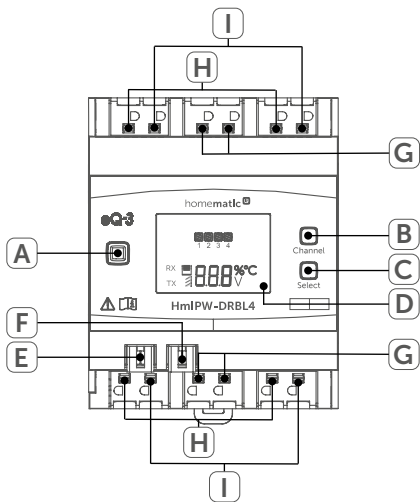 I
H
G
homematic IP
eQ-3
A
B
Channel
1 2 3 4
C
Select
RX
TX
888%°C
V
D
HmIPW-DRBL4
F
E
G
H
I